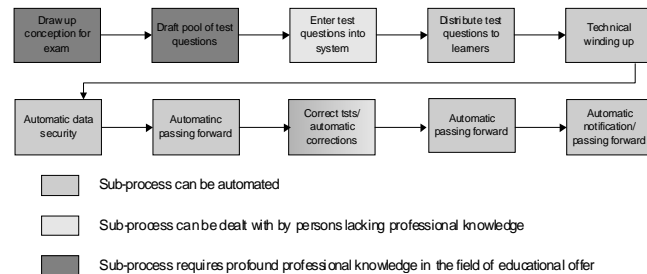 Draw up
conception for
exam
Draft pool of test
questions
Enter test
questions into
system
Distribute test
questions to
learners
Technical
winding up
Automatic data
security
Automatinc
passing forward
Correct tsts/
automatic
corrections
Automatic
passing forward
Automatic
notification/
passing forward
Sub-process can be automated
Sub-process can be dealt with by persons lacking professional knowledge
Sub-process requires profound professional knowledge in the field of educational offer